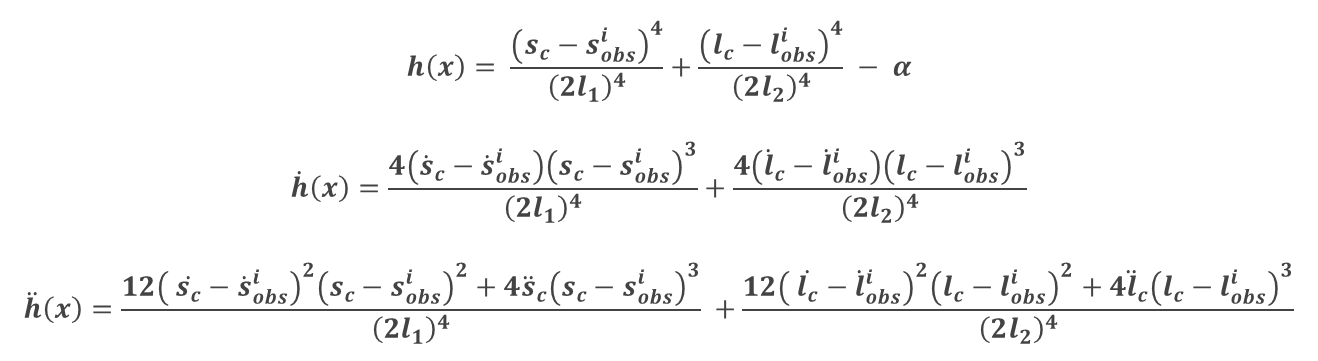 h(x) = (s_c − s^i_obs)^4 / (2l_1)^4 + (l_c − l^i_obs)^4 / (2l_2)^4 − α
ḣ(x) = 4(ṡ_c − ṡ^i_obs)(s_c − s^i_obs)^3 / (2l_1)^4 + 4(l̇_c − l̇^i_obs)(l_c − l^i_obs)^3 / (2l_2)^4
ḧ(x) = 12(ṡ_c − ṡ^i_obs)^2(s_c − s^i_obs)^2 + 4s̈_c(s_c − s^i_obs)^3 / (2l_1)^4 + 12(l̇_c − l̇^i_obs)^2(l_c − l^i_obs)^2 + 4l̈_c(l_c − l^i_obs)^3 / (2l_2)^4